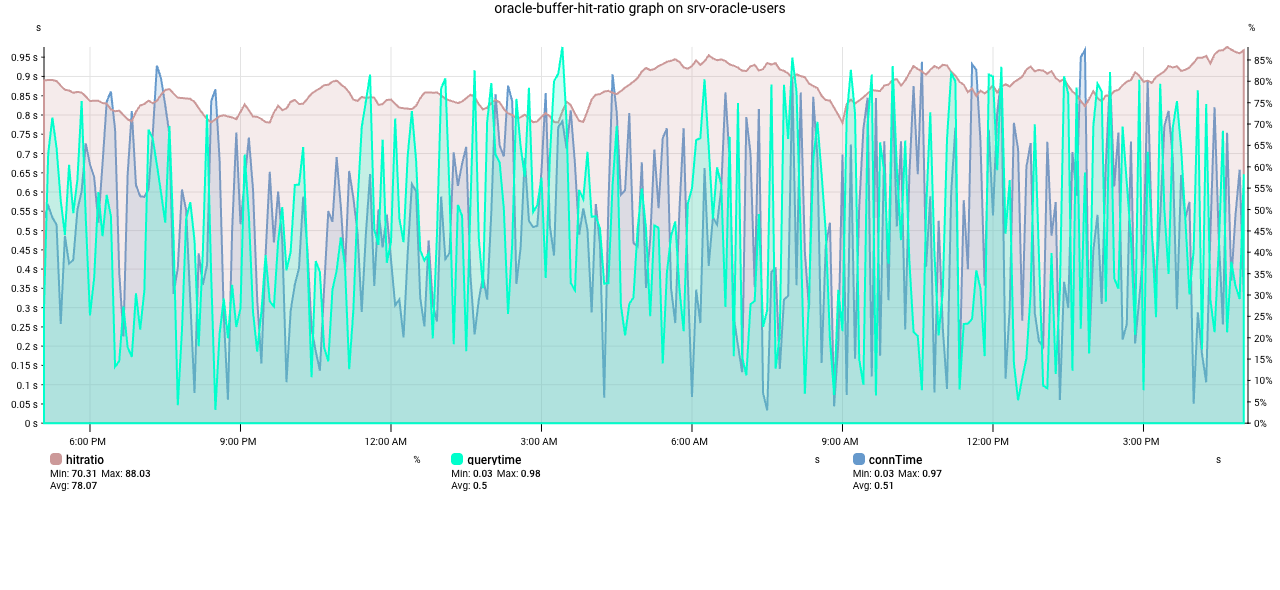 oracle-buffer-hit-ratio graph on srv-oracle-users
s %
0.95 s
0.9 s
0.85 s
0.8 s
0.75 s
0.7 s
0.65 s
0.6 s
0.55 s
0.5 s
0.45 s
0.4 s
0.35 s
0.3 s
0.25 s
0.2 s
0.15 s
0.1 s
0.05 s
0 s
85%
80%
75%
70%
65%
60%
55%
50%
45%
40%
35%
30%
25%
20%
15%
10%
5%
0%
6:00 PM 9:00 PM 12:00 AM 3:00 AM 6:00 AM 9:00 AM 12:00 PM 3:00 PM
hitratio % querytime s connTime s
Min: 70.31 Max: 88.03 Min: 0.03 Max: 0.98 Min: 0.03 Max: 0.97
Avg: 78.07 Avg: 0.5 Avg: 0.51